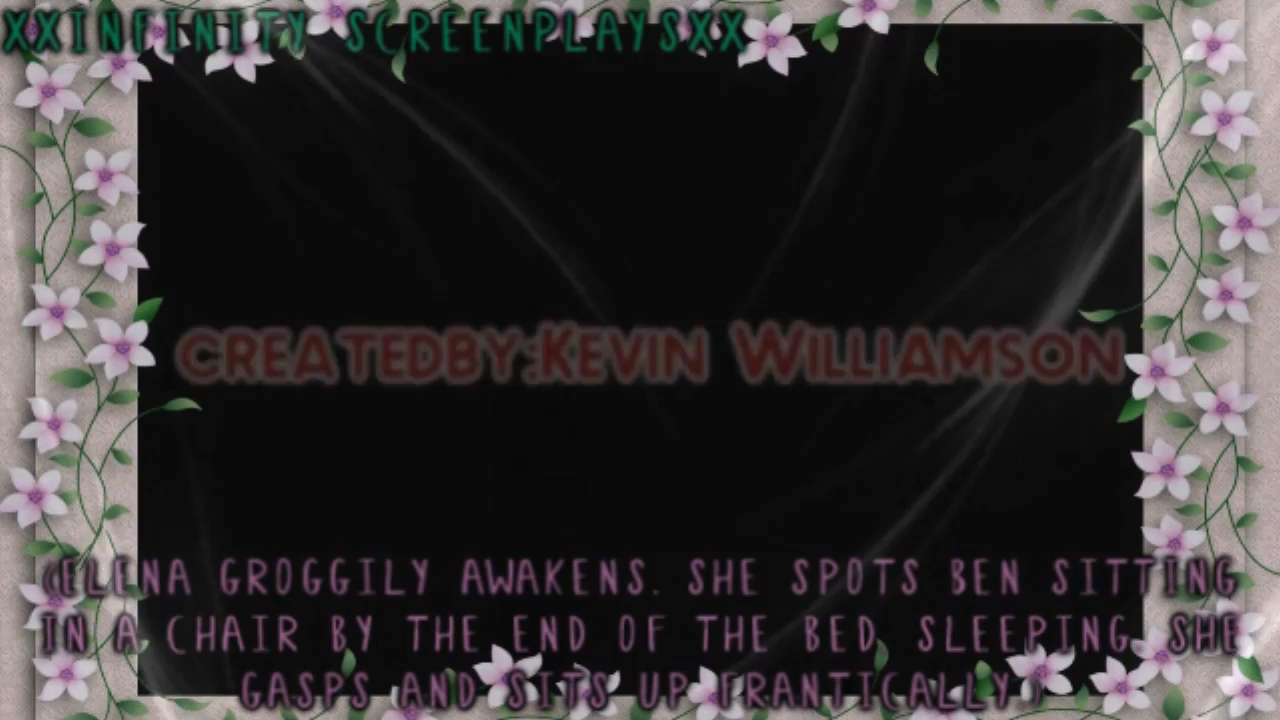 XXINFINITY SCREENPLAYSXX
CREATEDBY:KEVIN WILLIAMSON
(ELENA GROGGILY AWAKENS. SHE SPOTS BEN SITTING
IN A CHAIR BY THE END OF THE BED, SLEEPING. SHE
GASPS AND SITS UP FRANTICALLY.)